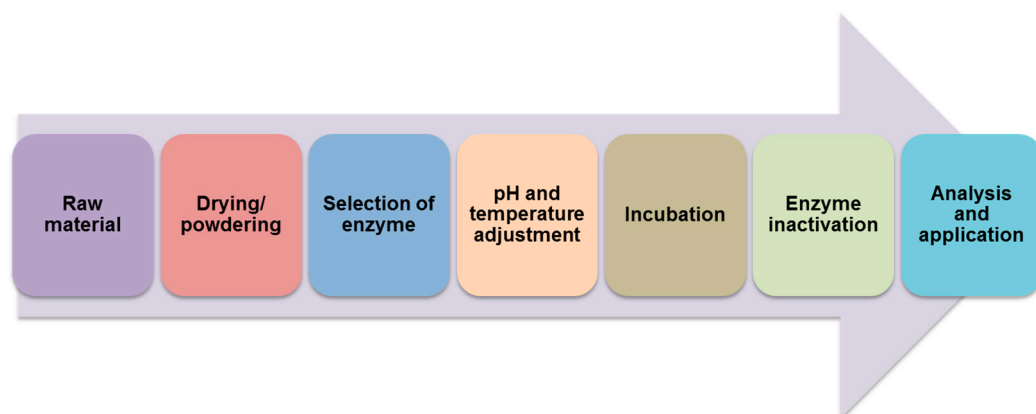 Raw
material
Drying/
powdering
Selection of
enzyme
pH and
temperature
adjustment
Incubation
Enzyme
inactivation
Analysis
and
application